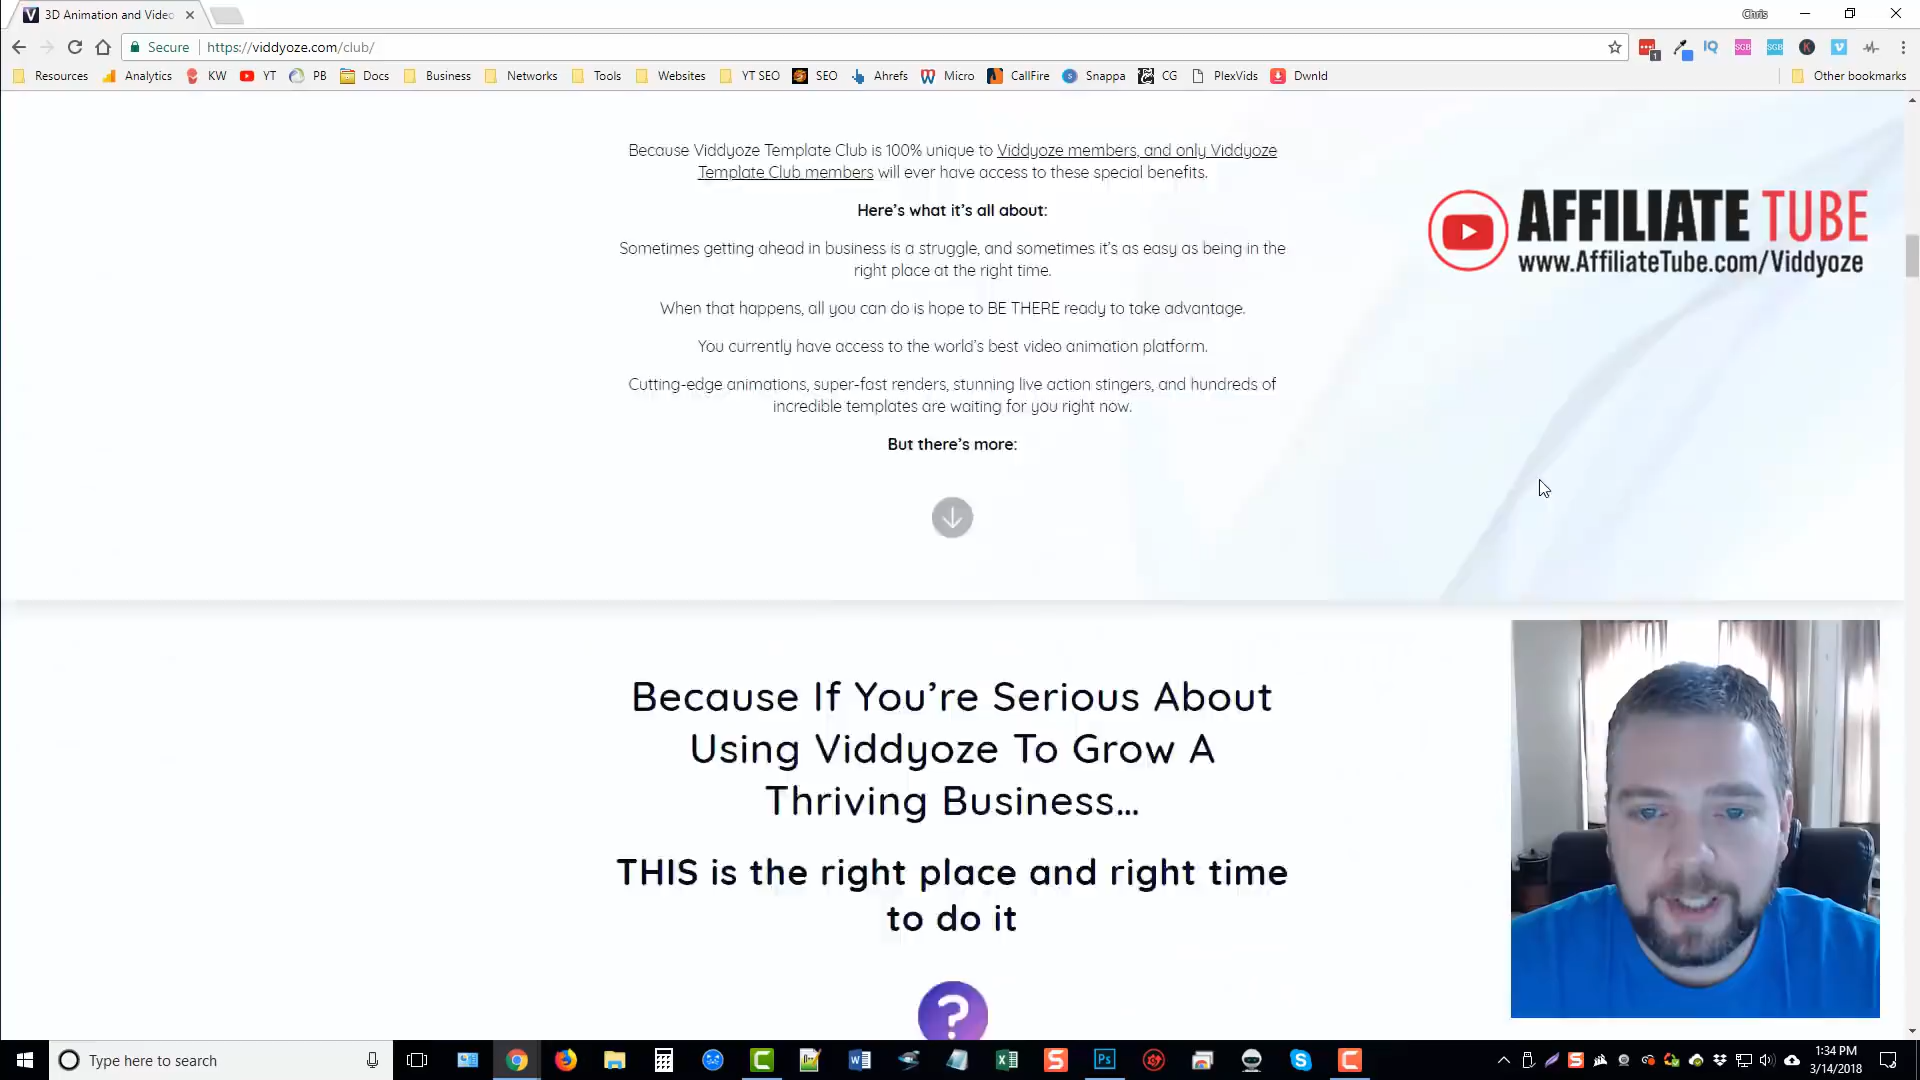 3D Animation and Video
Chris
Secure
https://viddyoze.com/club/
Resources
Analytics
KW
YT
PB
Docs
Business
Networks
Tools
Websites
YT SEO
SEO
Ahrefs
Micro
CallFire
Snappa
CG
PlexVids
Dwnld
Other bookmarks
Because Viddyoze Template Club is 100% unique to Viddyoze members, and only Viddyoze
Template Club members will ever have access to these special benefits.
Here's what it's all about:
Sometimes getting ahead in business is a struggle, and sometimes it's as easy as being in the
right place at the right time.
When that happens, all you can do is hope to BE THERE ready to take advantage.
You currently have access to the world's best video animation platform.
Cutting-edge animations, super-fast renders, stunning live action stingers, and hundreds of
incredible templates are waiting for you right now.
But there's more:
AFFILIATE TUBE
www.AffiliateTube.com/Viddyoze
Because If You're Serious About
Using Viddyoze To Grow A
Thriving Business...
THIS is the right place and right time
to do it
?
Type here to search
1:34 PM
3/14/2018